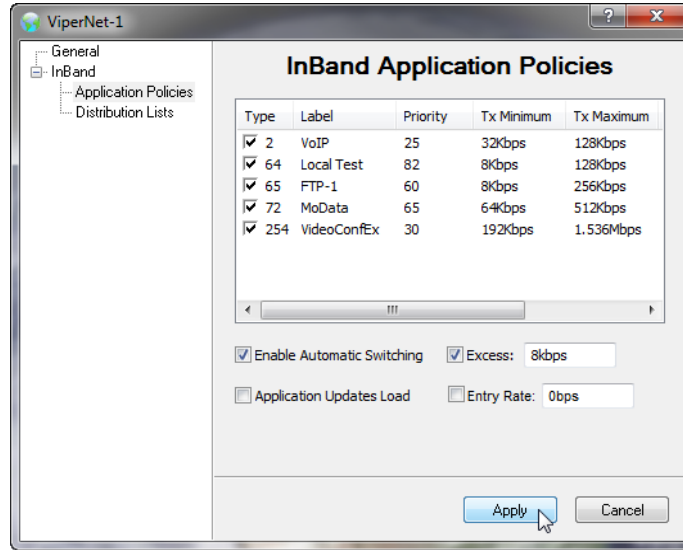 ViperNet-1
General
InBand
Application Policies
Distribution Lists
InBand Application Policies
Type Label Priority Tx Minimum Tx Maximum
2 VoIP 25 32Kbps 128Kbps
64 Local Test 82 8Kbps 128Kbps
65 FTP-1 60 8Kbps 256Kbps
72 MoData 65 64Kbps 512Kbps
254 VideoConfEx 30 192Kbps 1.536Mbps
Enable Automatic Switching Excess: 8kbps
Application Updates Load Entry Rate: 0bps
Apply Cancel